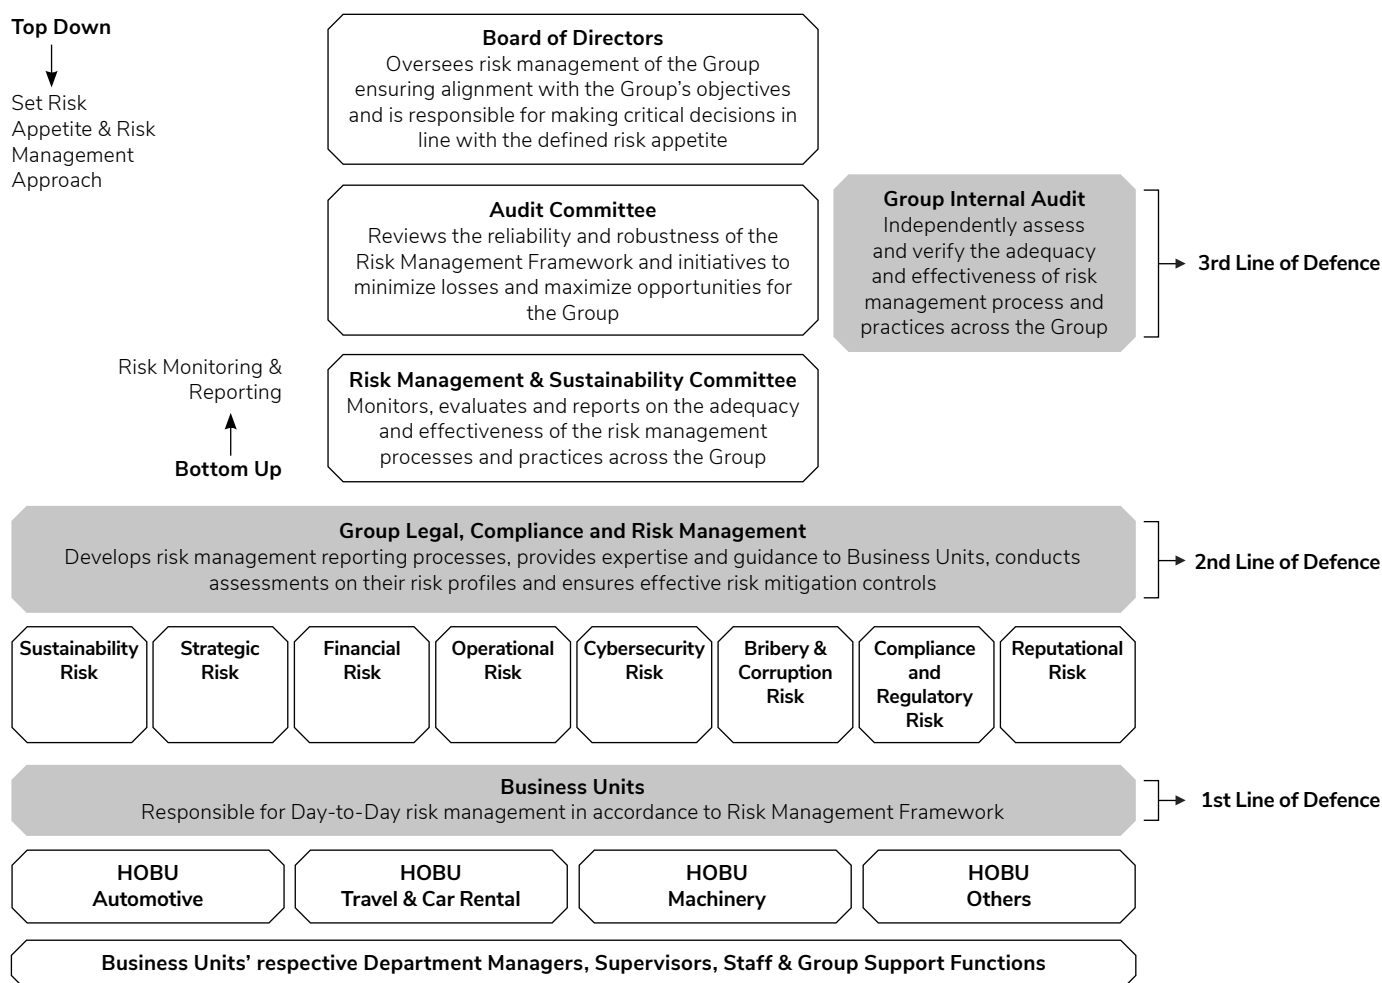 Top Down
Set Risk
Appetite & Risk
Management
Approach
Board of Directors
Oversees risk management of the Group
ensuring alignment with the Group’s objectives
and is responsible for making critical decisions in
line with the defined risk appetite
Audit Committee
Reviews the reliability and robustness of the
Risk Management Framework and initiatives to
minimize losses and maximize opportunities for
the Group
Group Internal Audit
Independently assess
and verify the adequacy
and effectiveness of risk
management process and
practices across the Group
3rd Line of Defence
Risk Monitoring &
Reporting
Bottom Up
Risk Management & Sustainability Committee
Monitors, evaluates and reports on the adequacy
and effectiveness of the risk management
processes and practices across the Group
Group Legal, Compliance and Risk Management
Develops risk management reporting processes, provides expertise and guidance to Business Units, conducts
assessments on their risk profiles and ensures effective risk mitigation controls
2nd Line of Defence
Sustainability
Risk
Strategic
Risk
Financial
Risk
Operational
Risk
Cybersecurity
Risk
Bribery &
Corruption
Risk
Compliance
and
Regulatory
Risk
Reputational
Risk
Business Units
Responsible for Day-to-Day risk management in accordance to Risk Management Framework
1st Line of Defence
HOBU
Automotive
HOBU
Travel & Car Rental
HOBU
Machinery
HOBU
Others
Business Units’ respective Department Managers, Supervisors, Staff & Group Support Functions